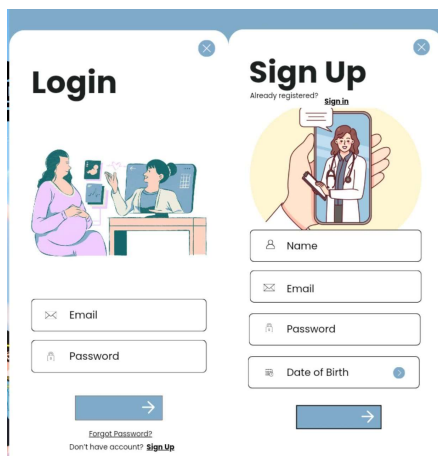 Login
Email
Password
Forgot Password?
Don't have account? Sign Up
Sign Up
Already registered? Sign in
Name
Email
Password
Date of Birth